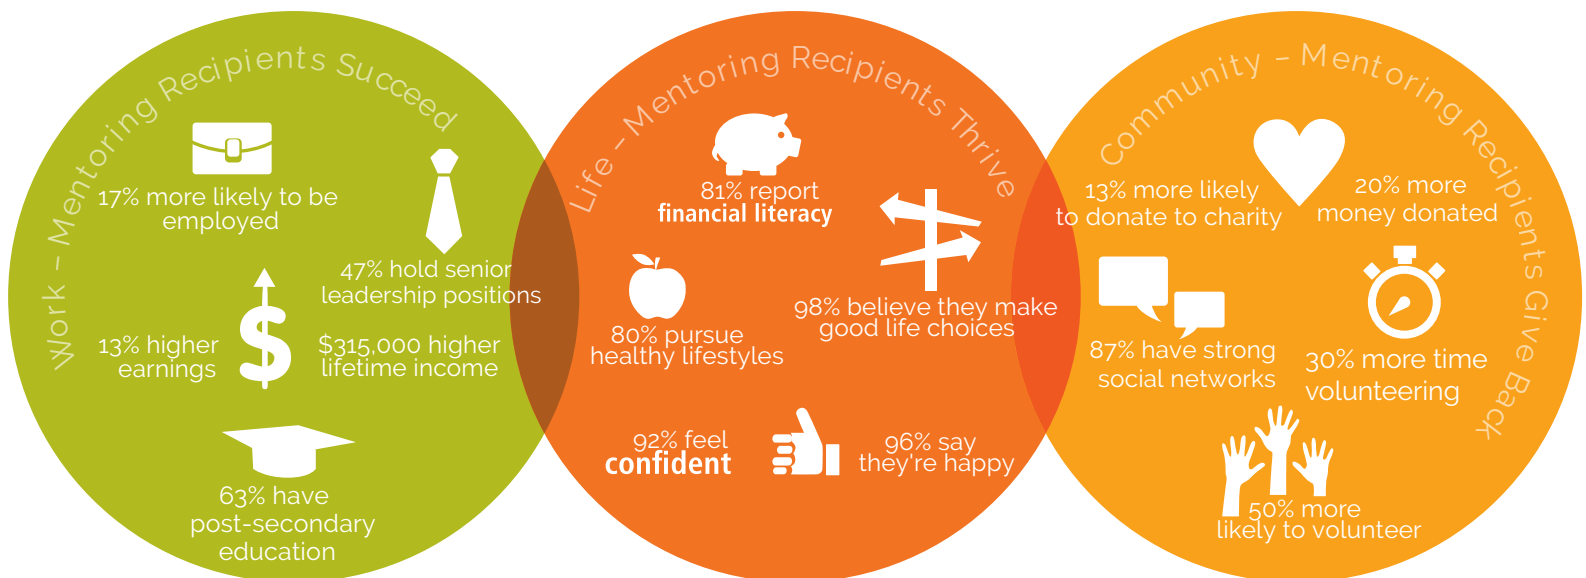 Work – Mentoring Recipients Succeed
17% more likely to be
employed
47% hold senior
leadership positions
13% higher
earnings
$315,000 higher
lifetime income
63% have
post-secondary
education
Life – Mentoring Recipients Thrive
81% report
financial literacy
98% believe they make
good life choices
80% pursue
healthy lifestyles
92% feel
confident
96% say
they're happy
Community – Mentoring Recipients Give Back
13% more likely
to donate to charity
20% more
money donated
87% have strong
social networks
30% more time
volunteering
50% more
likely to volunteer